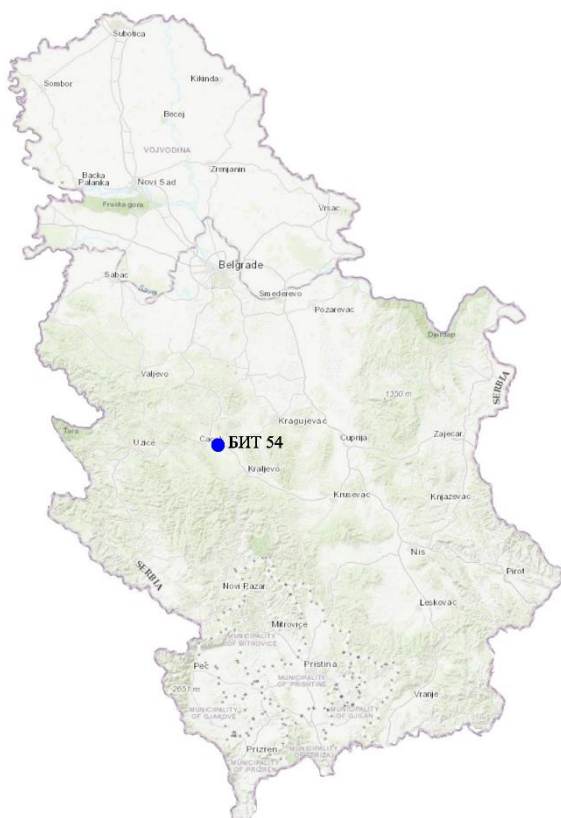 Subotica
Sombor
Kikinda
Becej
VOJVODINA
Backa
Palanka
Novi Sad
Zrenjanin
Fruska gora
Vrsac
Belgrade
Sabac
Sava
Smederevo
Pozarevac
Djerdap
Valjevo
1350 m
SERBIA
Tara
Uzice
БИТ 54
Kragujevac
Cuprija
Zajecar
Kraljevo
Krusevac
Knjazevac
Nis
Pirot
SERBIA
Novi Pazar
Leskovac
Mitrovice
MUNICIPALITY
OF MITROVICE
Pristina
Peć
MUNICIPALITY
OF PRISHTINE
2651 m
Vranje
MUNICIPALITY
OF GJAKOVË
MUNICIPALITY
OF GJILAN
Prizren
MUNICIPALITY
OF PRIZREN
MUNICIPALITY